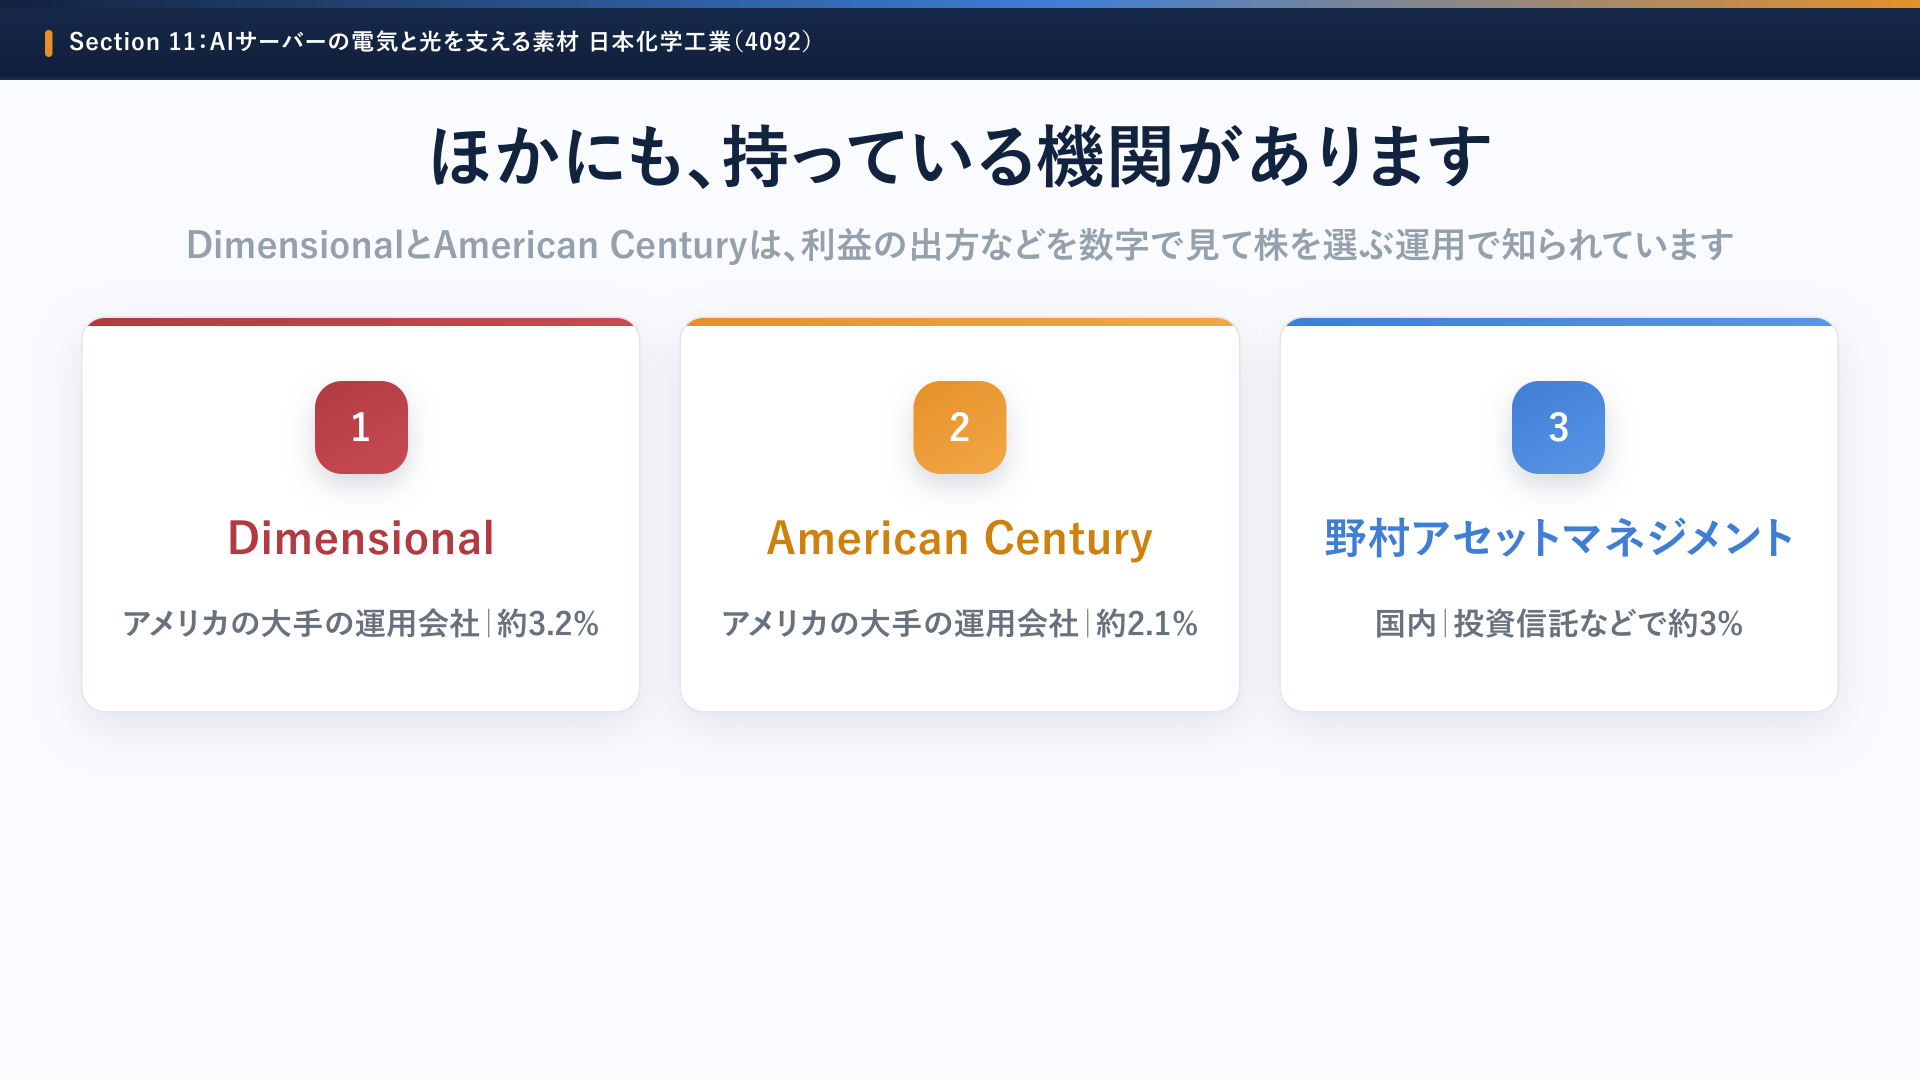 Section 11：AIサーバーの電気と光を支える素材 日本化学工業（4092）
ほかにも、持っている機関があります
DimensionalとAmerican Centuryは、利益の出方などを数字で見て株を選ぶ運用で知られています
1
Dimensional
アメリカの大手の運用会社｜約3.2%
2
American Century
アメリカの大手の運用会社｜約2.1%
3
野村アセットマネジメント
国内｜投資信託などで約3%